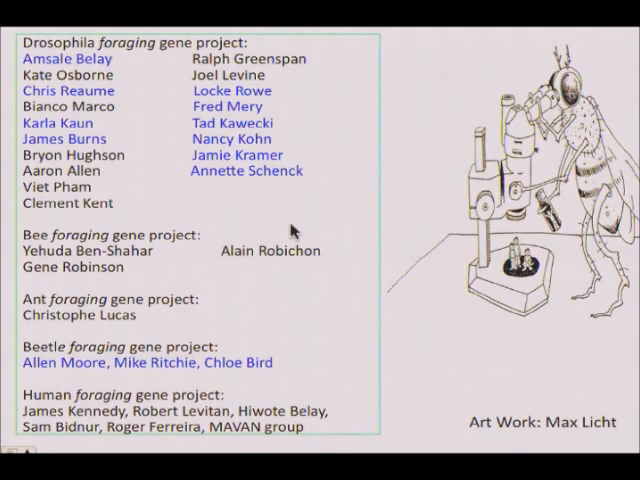 Drosophila foraging gene project:
Amsale Belay Ralph Greenspan
Kate Osborne Joel Levine
Chris Reaume Locke Rowe
Bianco Marco Fred Mery
Karla Kaun Tad Kawecki
James Burns Nancy Kohn
Bryon Hughson Jamie Kramer
Aaron Allen Annette Schenck
Viet Pham
Clement Kent
Bee foraging gene project:
Yehuda Ben-Shahar Alain Robichon
Gene Robinson
Ant foraging gene project:
Christophe Lucas
Beetle foraging gene project:
Allen Moore, Mike Ritchie, Chloe Bird
Human foraging gene project:
James Kennedy, Robert Levitan, Hiwote Belay,
Sam Bidnur, Roger Ferreira, MAVAN group
Art Work: Max Licht